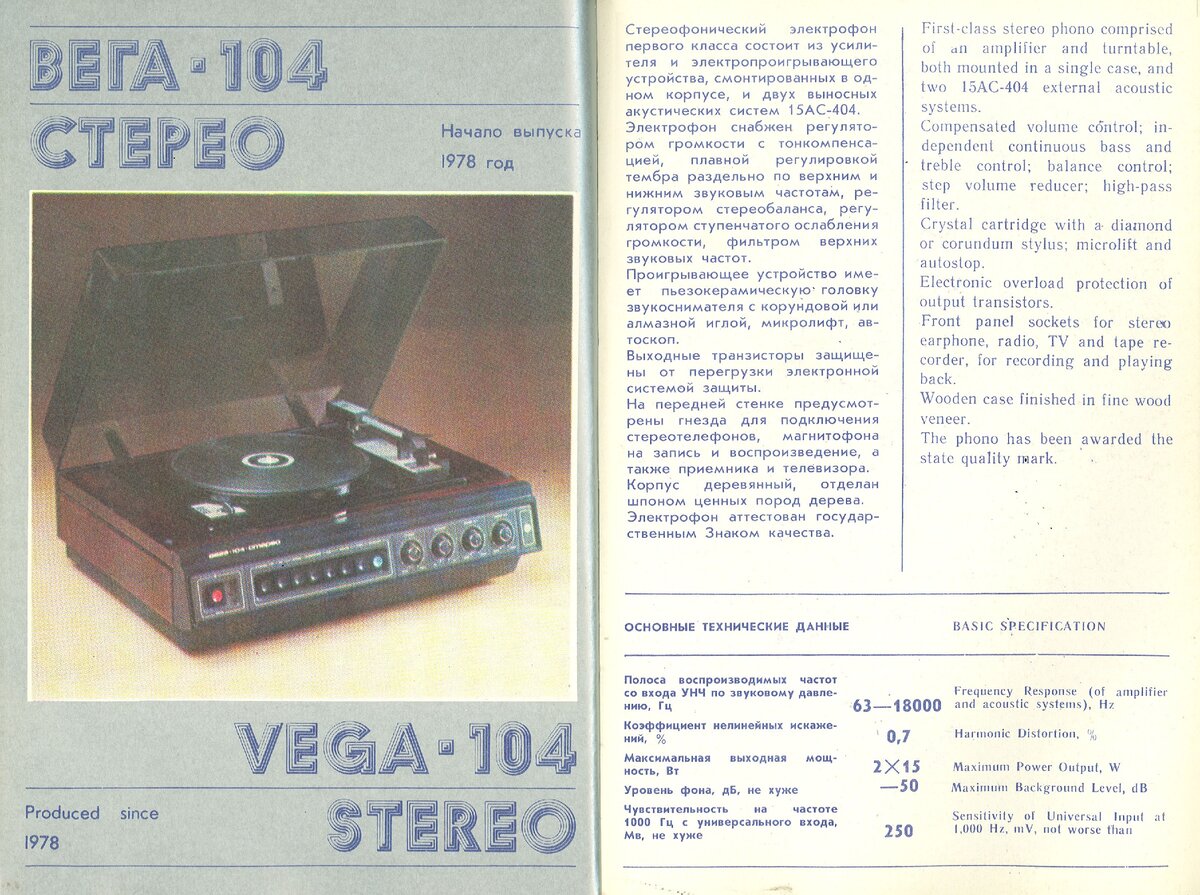 ВЕГА·104
СТЕРЕО
Начало выпуска
1978 год
ВЕГА-104 СТЕРЕО
VEGA·104
Produced since
1978
STEREO
Стереофонический электрофон
первого класса состоит из усили-
теля и электропроигрывающего
устройства, смонтированных в од-
ном корпусе, и двух выносных
акустических систем 15АС-404.
Электрофон снабжен регулято-
ром громкости с тонкомпенса-
цией, плавной регулировкой
тембра раздельно по верхним и
нижним звуковым частотам, ре-
гулятором стереобаланса, регу-
лятором ступенчатого ослабления
громкости, фильтром верхних
звуковых частот.
Проигрывающее устройство име-
ет пьезокерамическую головку
звукоснимателя с корундовой или
алмазной иглой, микролифт, ав-
тоскоп.
Выходные транзисторы защище-
ны от перегрузки электронной
системой защиты.
На передней стенке предусмот-
рены гнезда для подключения
стереотелефонов, магнитофона
на запись и воспроизведение, а
также приемника и телевизора.
Корпус деревянный, отделан
шпоном ценных пород дерева.
Электрофон аттестован государ-
ственным Знаком качества.
First-class stereo phono comprised
of an amplifier and turntable,
both mounted in a single case, and
two 15АС-404 external acoustic
systems.
Compensated volume control; in-
dependent continuous bass and
treble control; balance control;
step volume reducer; high-pass
filter.
Crystal cartridge with a diamond
or corundum stylus; microlift and
autostop.
Electronic overload protection of
output transistors.
Front panel sockets for stereo
earphone, radio, TV and tape re-
corder, for recording and playing
back.
Wooden case finished in fine wood
veneer.
The phono has been awarded the
state quality mark.
ОСНОВНЫЕ ТЕХНИЧЕСКИЕ ДАННЫЕ
BASIC SPECIFICATION
Полоса воспроизводимых частот
со входа УНЧ по звуковому давле-
нию, Гц
63—18000
Frequency Response (of amplifier
and acoustic systems), Hz
Коэффициент нелинейных искаже-
ний, %
0,7
Harmonic Distortion, %
Максимальная выходная мощ-
ность, Вт
2×15
Maximum Power Output, W
Уровень фона, дБ, не хуже
—50
Maximum Background Level, dB
Чувствительность на частоте
1000 Гц с универсального входа,
Мв, не хуже
250
Sensitivity of Universal Input at
1,000 Hz, mV, not worse than